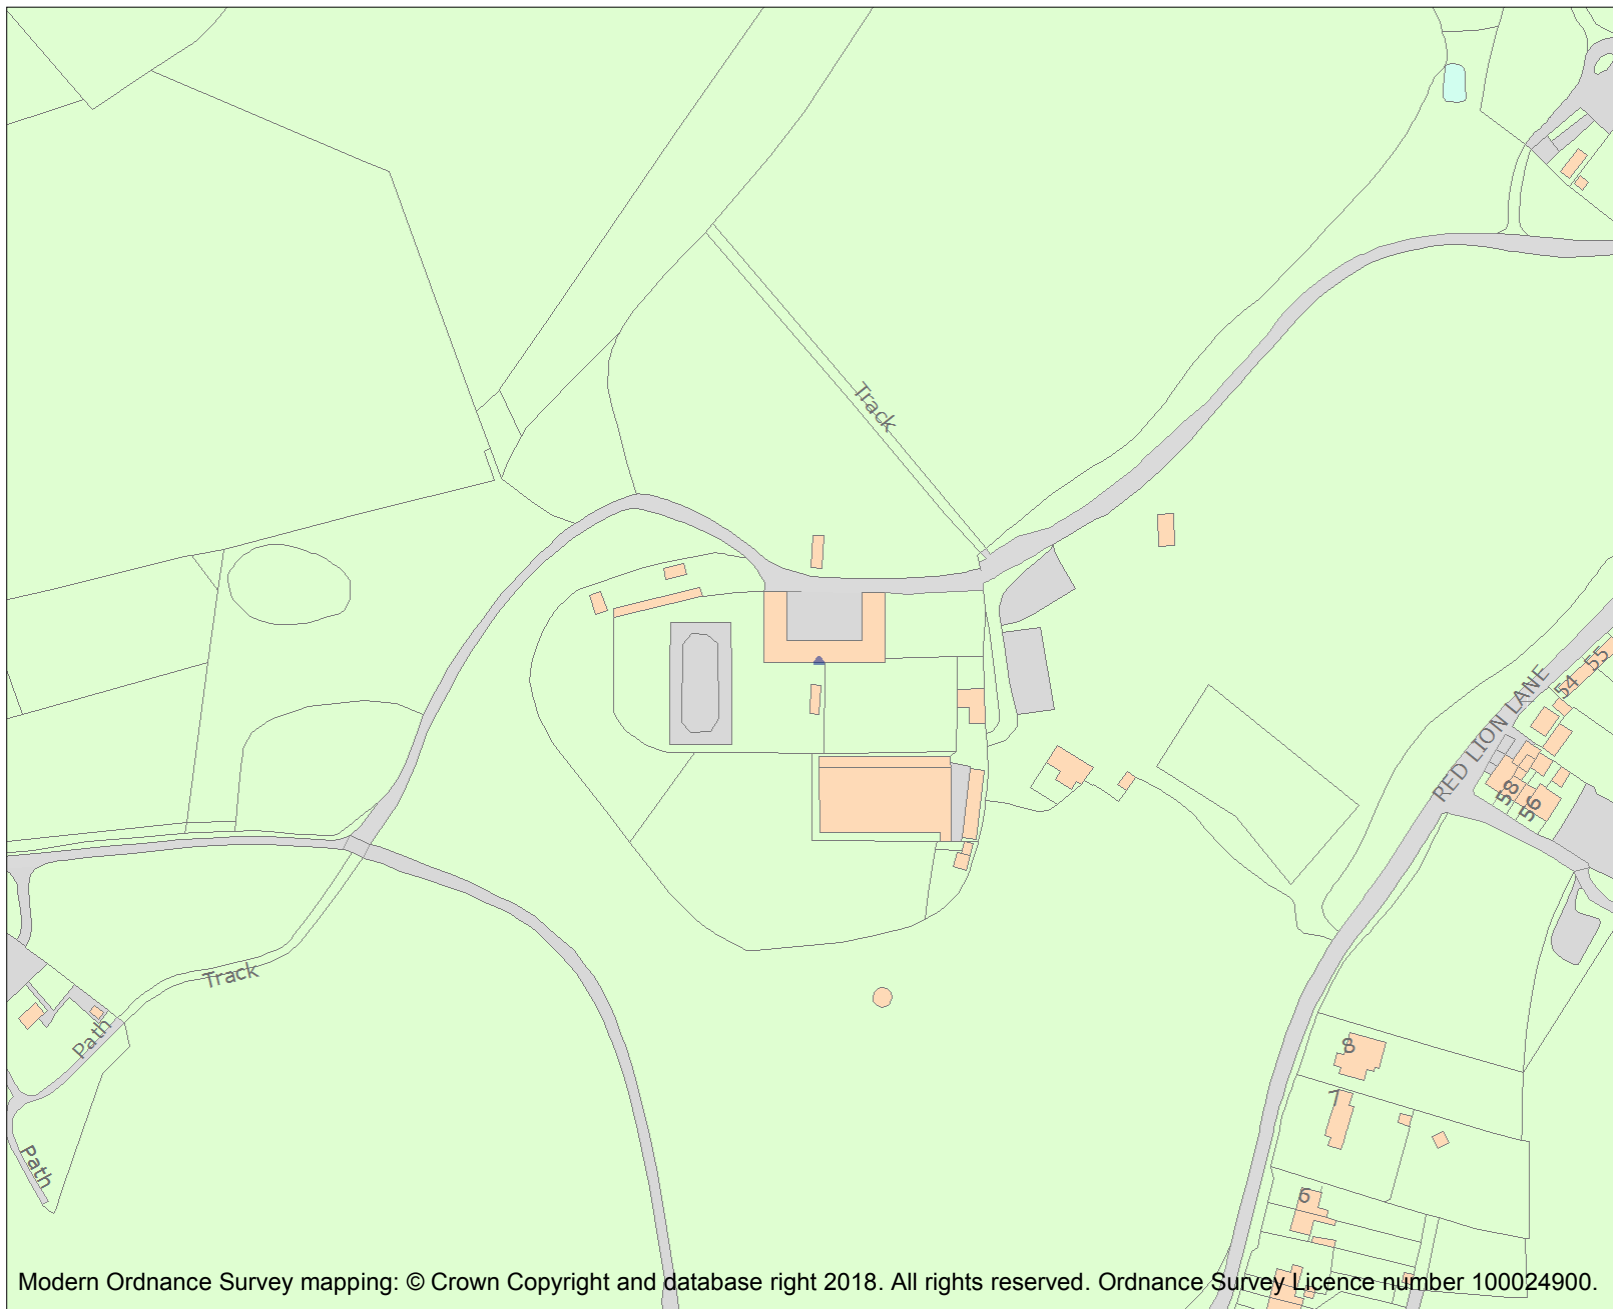 Track
RED LION LANE
55
54
58
56
Track
Path
8
7
Path
6
Modern Ordnance Survey mapping: © Crown Copyright and database right 2018. All rights reserved. Ordnance Survey Licence number 100024900.